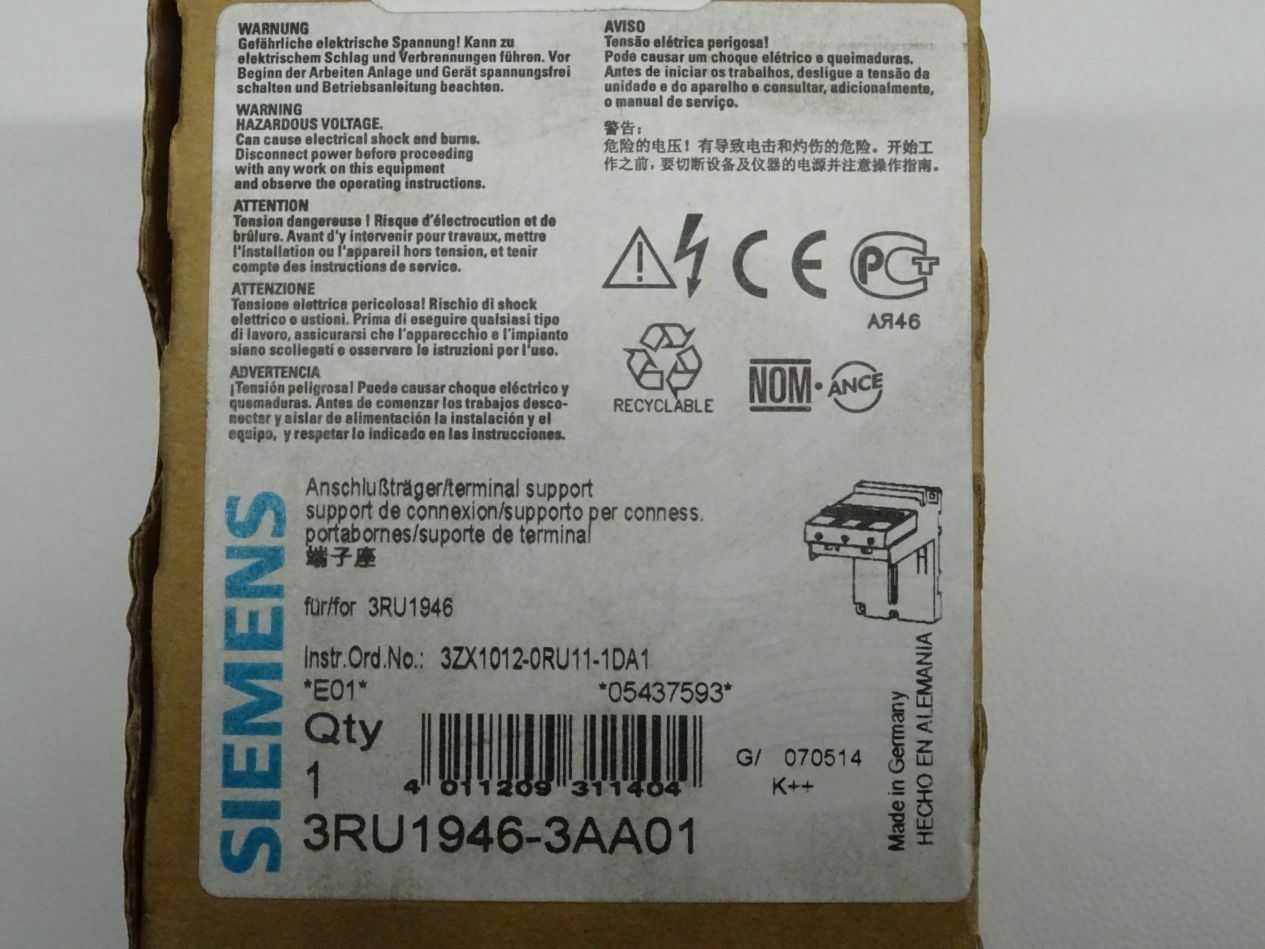 WARNUNG
Gefährliche elektrische Spannung! Kann zu
elektrischem Schlag und Verbrennungen führen. Vor
Beginn der Arbeiten Anlage und Gerät spannungsfrei
schalten und Betriebsanleitung beachten.
WARNING
HAZARDOUS VOLTAGE.
Can cause electrical shock and burns.
Disconnect power before proceeding
with any work on this equipment
and observe the operating instructions.
ATTENTION
Tension dangereuse ! Risque d'électrocution et de
brûlure. Avant d'y intervenir pour travaux, mettre
l'installation ou l'appareil hors tension, et tenir
compte des instructions de service.
ATTENZIONE
Tensione elettrica pericolosa! Rischio di shock
elettrico e ustioni. Prima di eseguire qualsiasi tipo
di lavoro, assicurarsi che l'apparecchio e l'impianto
siano scollegati e osservare le istruzioni per l'uso.
ADVERTENCIA
¡Tensión peligrosa! Puede causar choque eléctrico y
quemaduras. Antes de comenzar los trabajos desco-
nectar y aislar de alimentación la instalación y el
equipo, y respetar lo indicado en las instrucciones.
AVISO
Tensão elétrica perigosa!
Pode causar um choque elétrico e queimaduras.
Antes de iniciar os trabalhos, desligue a tensão da
unidade e do aparelho e consultar, adicionalmente,
o manual de serviço.
警告：
危险的电压！有导致电击和灼伤的危险。开始工
作之前，要切断设备及仪器的电源并注意操作指南。
CE
PCT
АЯ46
RECYCLABLE
NOM·ANCE
SIEMENS
Anschlußträger/terminal support
support de connexion/supporto per conness.
portabornes/suporte de terminal
端子座
für/for 3RU1946
Instr.Ord.No.: 3ZX1012-0RU11-1DA1
*E01* *05437593*
Qty
1
4 011209 311404
G/ 070514
K++
3RU1946-3AA01
Made in Germany
HECHO EN ALEMANIA